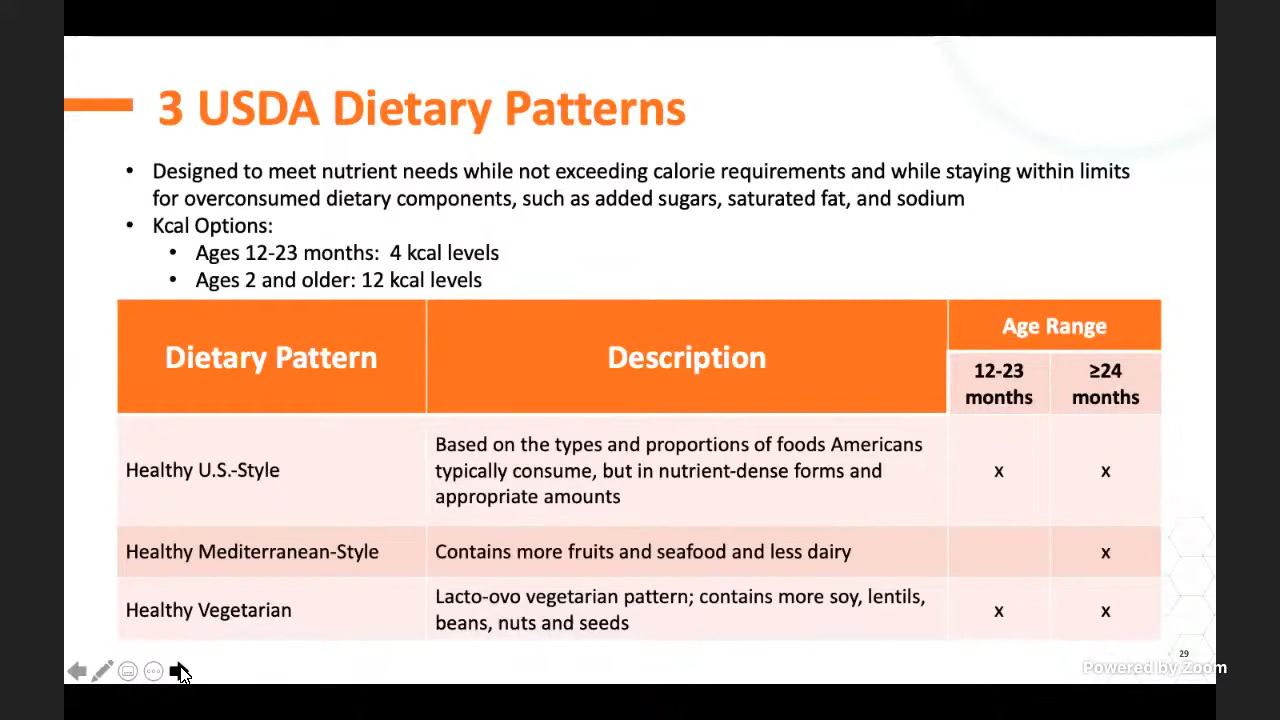 3 USDA Dietary Patterns
• Designed to meet nutrient needs while not exceeding calorie requirements and while staying within limits
for overconsumed dietary components, such as added sugars, saturated fat, and sodium
• Kcal Options:
• Ages 12-23 months:  4 kcal levels
• Ages 2 and older: 12 kcal levels
Dietary Pattern
Description
Age Range
12-23
months
≥24
months
Healthy U.S.-Style
Based on the types and proportions of foods Americans
typically consume, but in nutrient-dense forms and
appropriate amounts
x
x
Healthy Mediterranean-Style
Contains more fruits and seafood and less dairy
x
Healthy Vegetarian
Lacto-ovo vegetarian pattern; contains more soy, lentils,
beans, nuts and seeds
x
x
29
Powered by Zoom